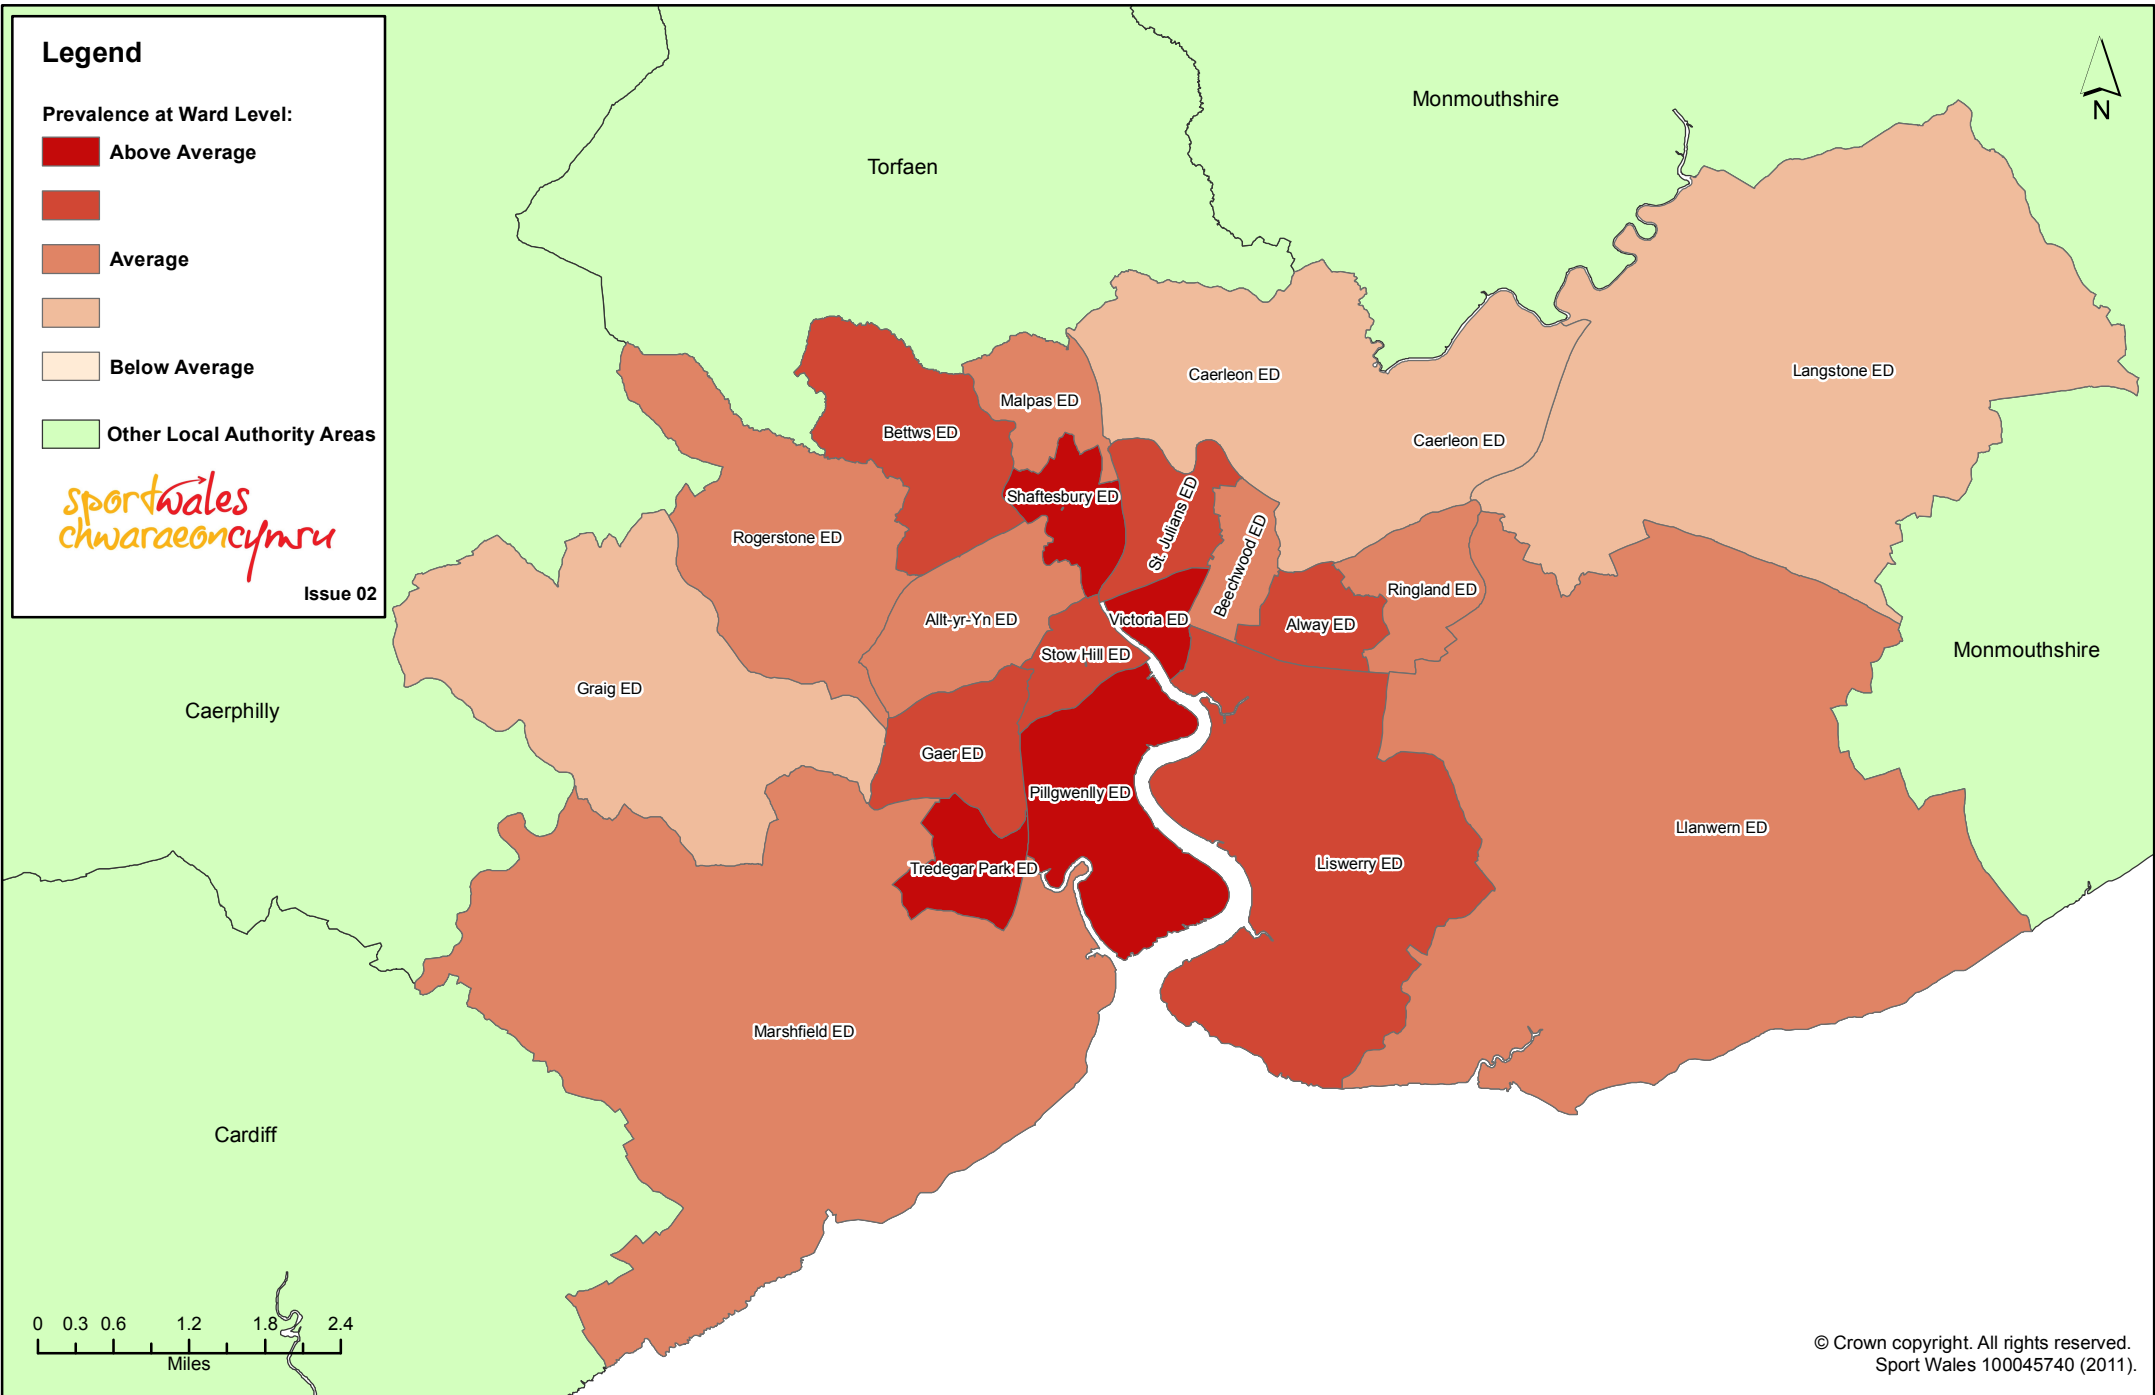 Legend
Prevalence at Ward Level:
Above Average
Average
Below Average
Other Local Authority Areas
sportwales
chwaraeoncymru
Issue 02
Monmouthshire
N
Torfaen
Langstone ED
Caerleon ED
Malpas ED
Bettws ED
Caerleon ED
Shaftesbury ED
St. Julians ED
Rogerstone ED
Beechwood ED
Ringland ED
Allt-yr-Yn ED
Victoria ED
Alway ED
Stow Hill ED
Monmouthshire
Graig ED
Caerphilly
Gaer ED
Pillgwenlly ED
Llanwern ED
Liswerry ED
Tredegar Park ED
Marshfield ED
Cardiff
0 0.3 0.6 1.2 1.8 2.4
Miles
© Crown copyright. All rights reserved.
Sport Wales 100045740 (2011).